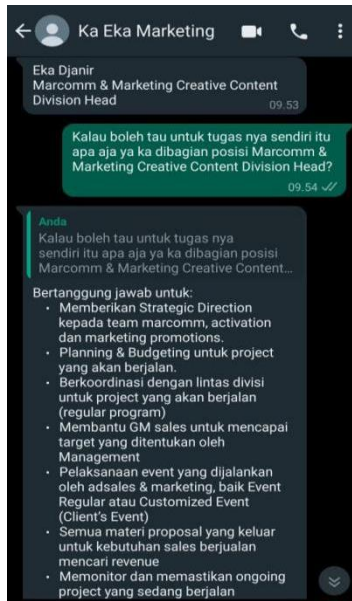 Ka Eka Marketing
Eka Djanir
Marcomm & Marketing Creative Content
Division Head
09.53
Kalau boleh tau untuk tugas nya sendiri itu
apa aja ya ka dibagian posisi Marcomm &
Marketing Creative Content Division Head?
09.54
Anda
Kalau boleh tau untuk tugas nya
sendiri itu apa aja ya ka dibagian posisi
Marcomm & Marketing Creative Content...
Bertanggung jawab untuk:
• Memberikan Strategic Direction
kepada team marcomm, activation
dan marketing promotions.
• Planning & Budgeting untuk project
yang akan berjalan.
• Berkoordinasi dengan lintas divisi
untuk project yang akan berjalan
(regular program)
• Membantu GM sales untuk mencapai
target yang ditentukan oleh
Management
• Pelaksanaan event yang dijalankan
oleh adsales & marketing, baik Event
Regular atau Customized Event
(Client's Event)
• Semua materi proposal yang keluar
untuk kebutuhan sales berjualan
mencari revenue
• Memonitor dan memastikan ongoing
project yang sedang berjalan